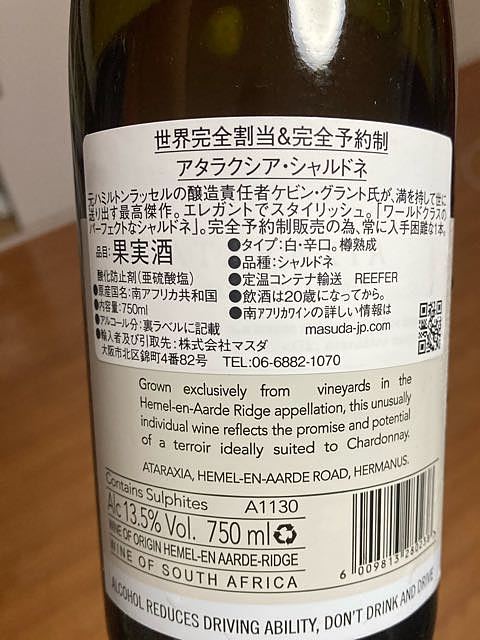 世界完全割当&完全予約制
アタラクシア・シャルドネ
元ハミルトンラッセルの醸造責任者ケビン・グラント氏が、満を持して世に
送り出す最高傑作。エレガントでスタイリッシュ。「ワールドクラスの
パーフェクトなシャルドネ」。完全予約制販売の為、常に入手困難な1本。
品目:果実酒
酸化防止剤(亜硫酸塩)
●原産国名:南アフリカ共和国
●内容量:750ml
●アルコール分:裏ラベルに記載
●輸入者及び引取先:株式会社マスダ
大阪市北区錦町4番82号 TEL:06-6882-1070
●タイプ:白・辛口。樽熟成
●品種:シャルドネ
●定温コンテナ輸送 REEFER
●飲酒は20歳になってから。
●南アフリカワインの詳しい情報は
masuda-jp.com
Grown exclusively from vineyards in the
Hemel-en-Aarde Ridge appellation, this unusually
individual wine reflects the promise and potential
of a terroir ideally suited to Chardonnay.
ATARAXIA, HEMEL-EN-AARDE ROAD, HERMANUS.
Contains Sulphites A1130
Alc 13.5% Vol. 750 ml
WINE OF ORIGIN HEMEL-EN AARDE-RIDGE
WINE OF SOUTH AFRICA
ALCOHOL REDUCES DRIVING ABILITY, DON'T DRINK AND DRIVE